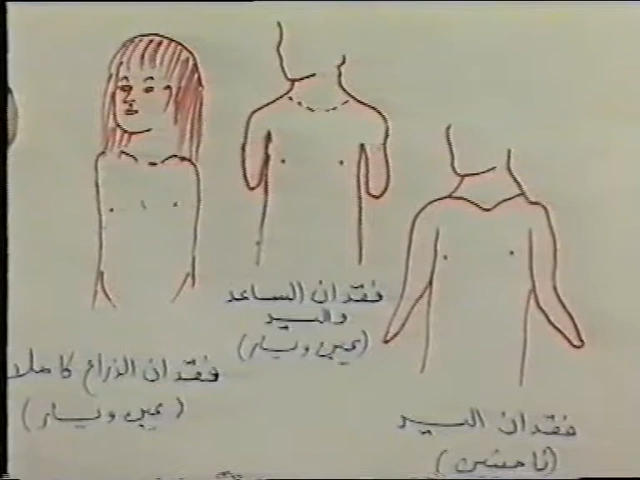 فقدان الساعد
واليد
(يمين ويسار)
فقدان الذراع كاملا
(يمين ويسار)
فقدان اليد